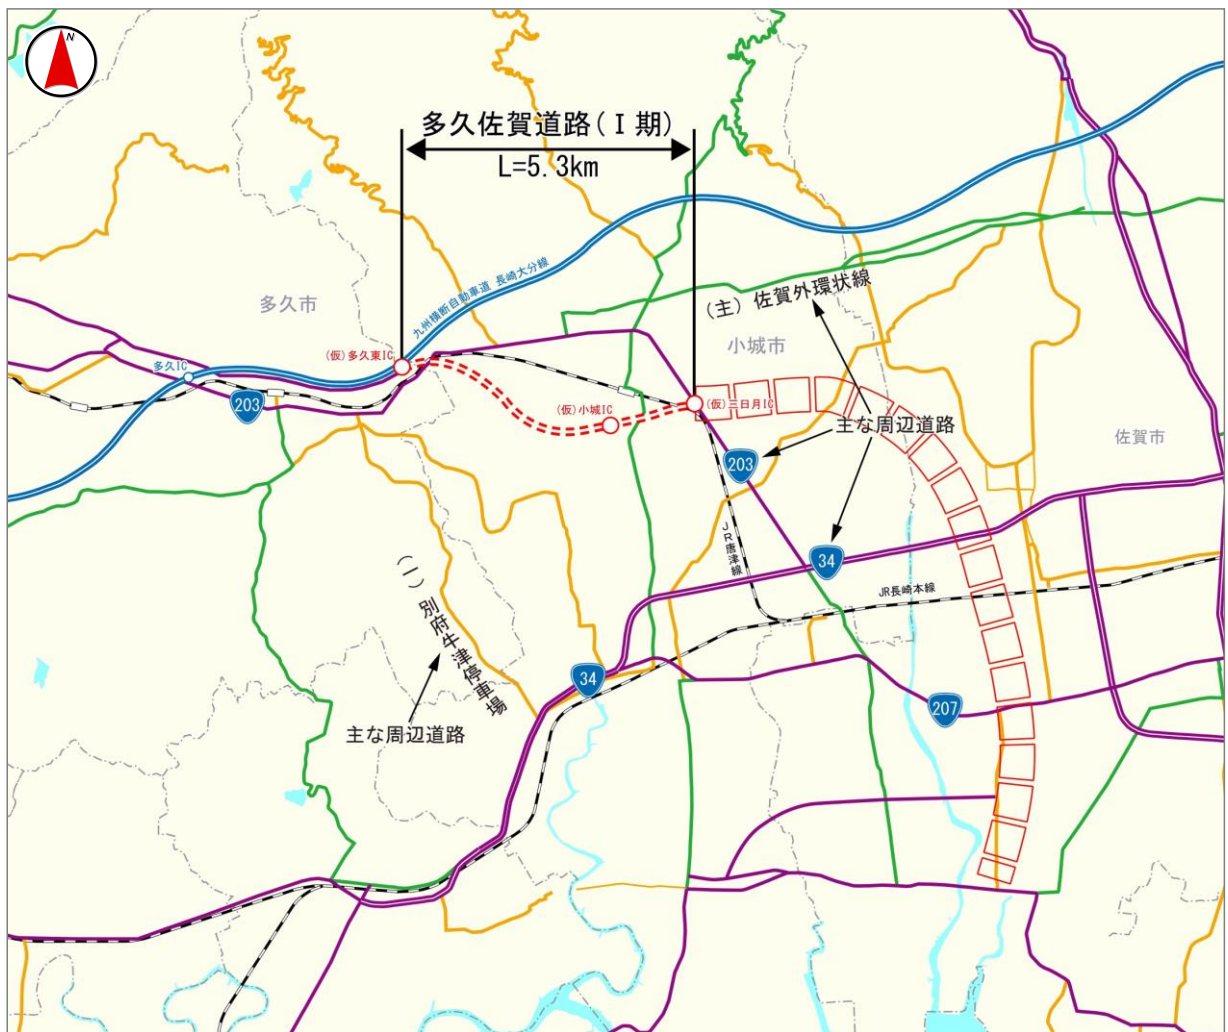 N
多久佐賀道路(Ⅰ期)
L=5.3km
九州横断自動車道 長崎大分線
多久市
(主)佐賀外環状線
小城市
(仮)多久東IC
多久IC
203
(仮)小城IC
(仮)三日月IC
主な周辺道路
佐賀市
203
JR唐津線
34
JR長崎本線
(一)別府牛津停車場
34
207
主な周辺道路